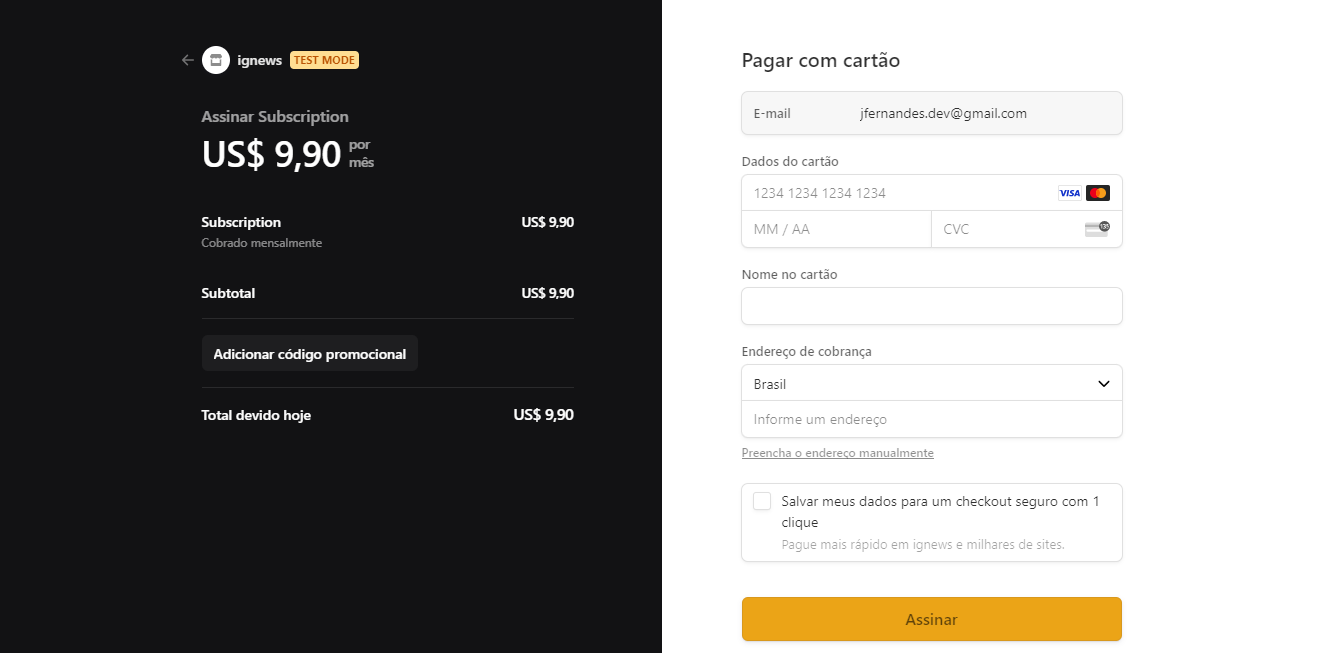 ignews TEST MODE
Assinar Subscription
US$ 9,90 por
mês
Subscription US$ 9,90
Cobrado mensalmente
Subtotal US$ 9,90
Adicionar código promocional
Total devido hoje US$ 9,90
Pagar com cartão
E-mail jfernandes.dev@gmail.com
Dados do cartão
1234 1234 1234 1234 VISA
MM / AA CVC 135
Nome no cartão
Endereço de cobrança
Brasil
Informe um endereço
Preencha o endereço manualmente
Salvar meus dados para um checkout seguro com 1
clique
Pague mais rápido em ignews e milhares de sites.
Assinar